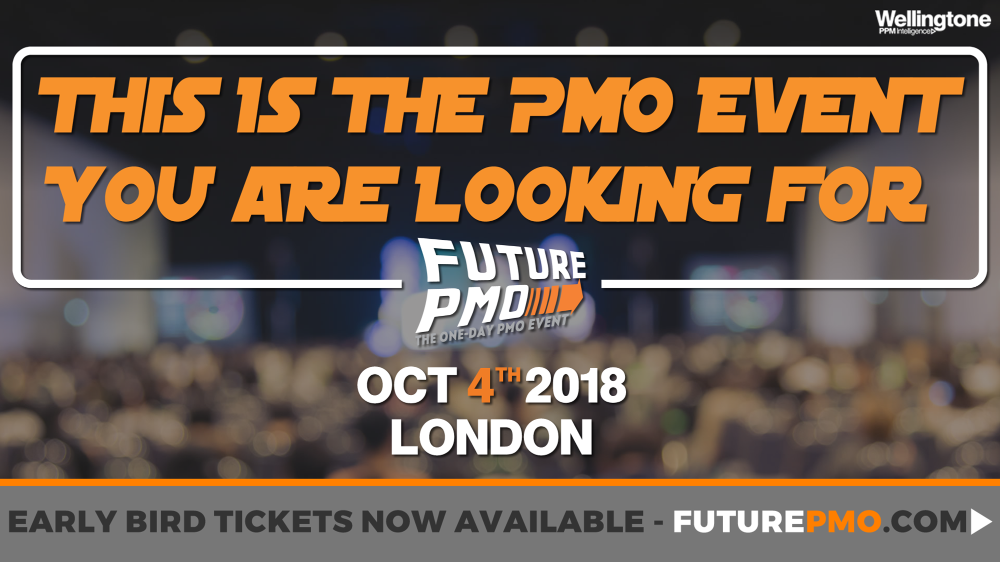 Wellingtone
PPM Intelligence
THIS IS THE PMO EVENT
YOU ARE LOOKING FOR
FUTURE
PMO
THE ONE-DAY PMO EVENT
OCT 4TH 2018
LONDON
EARLY BIRD TICKETS NOW AVAILABLE - FUTUREPMO.COM